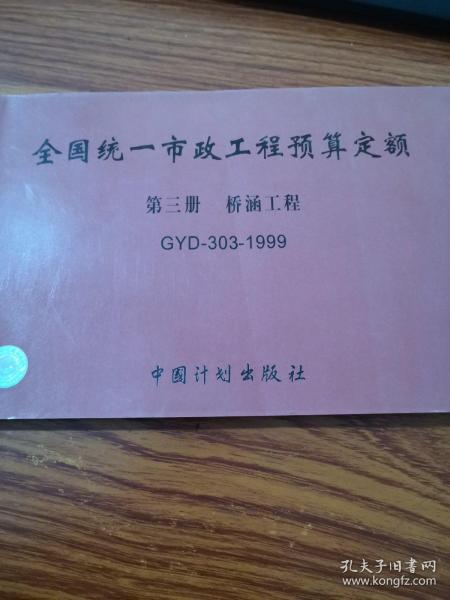 全国统一市政工程预算定额
第三册 桥涵工程
GYD-303-1999
中国计划出版社
孔夫子旧书网
www.kongfz.com